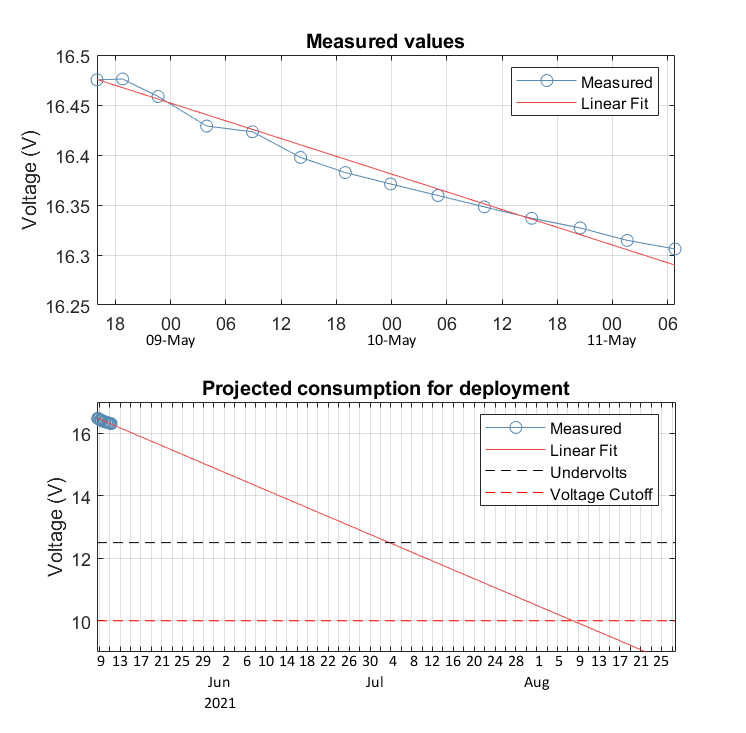 Measured values
Voltage (V)
16.5
16.45
16.4
16.35
16.3
16.25
Measured
Linear Fit
18 00 06 12 18 00 06 12 18 00 06
09-May 10-May 11-May
Projected consumption for deployment
Voltage (V)
16
14
12
10
Measured
Linear Fit
Undervolts
Voltage Cutoff
9 13 17 21 25 29 2 6 10 14 18 22 26 30 4 8 12 16 20 24 28 1 5 9 13 17 21 25
Jun Jul Aug
2021